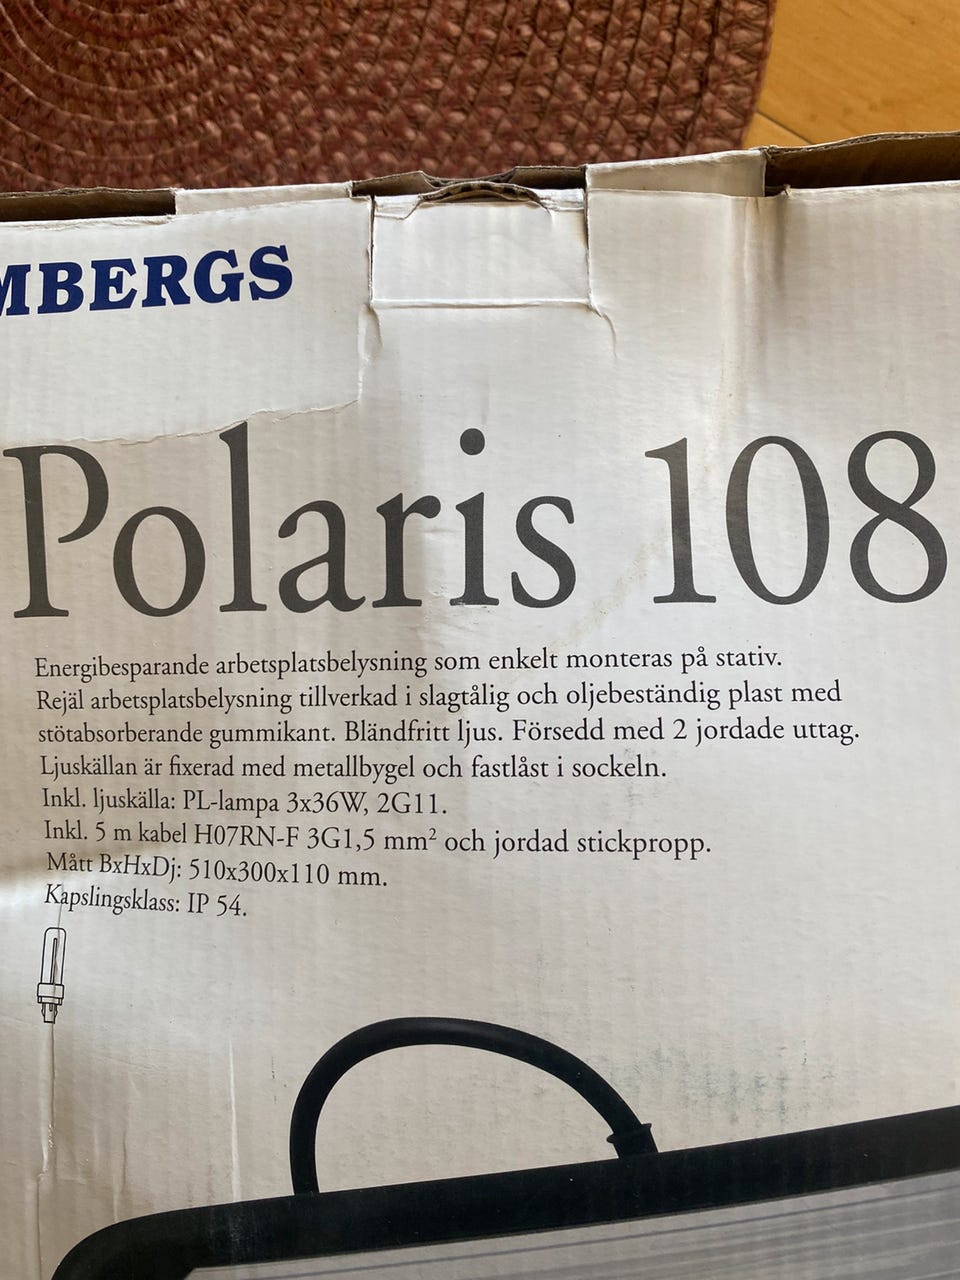 MBERGS
Polaris 108
Energibesparande arbetsplatsbelysning som enkelt monteras på stativ.
Rejäl arbetsplatsbelysning tillverkad i slagtålig och oljebeständig plast med
stötabsorberande gummikant. Bländfritt ljus. Försedd med 2 jordade uttag.
Ljuskällan är fixerad med metallbygel och fastlåst i sockeln.
Inkl. ljuskälla: PL-lampa 3x36W, 2G11.
Inkl. 5 m kabel H07RN-F 3G1,5 mm² och jordad stickpropp.
Mått BxHxDj: 510x300x110 mm.
Kapslingsklass: IP 54.